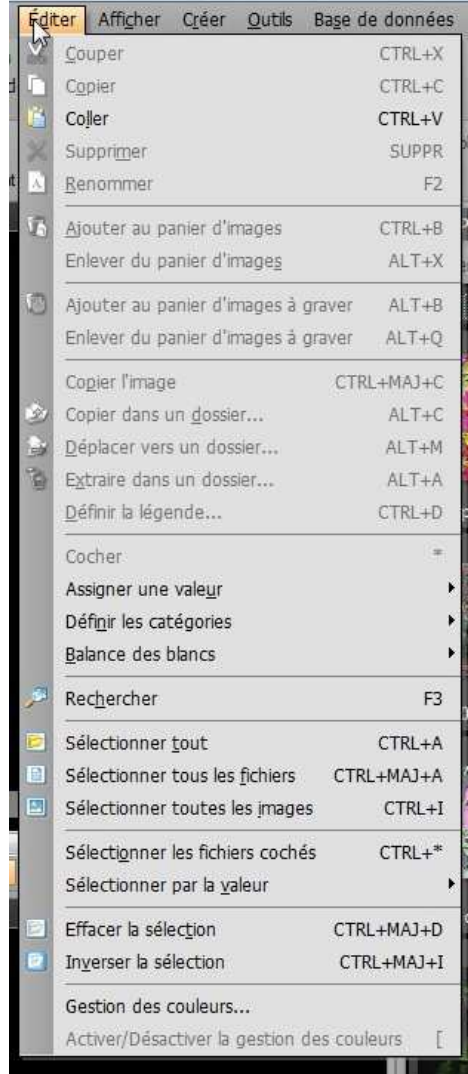 Éditer Afficher Créer Outils Base de données
Couper CTRL+X
Copier CTRL+C
Coller CTRL+V
Supprimer SUPPR
Renommer F2
Ajouter au panier d'images CTRL+B
Enlever du panier d'images ALT+X
Ajouter au panier d'images à graver ALT+B
Enlever du panier d'images à graver ALT+Q
Copier l'image CTRL+MAJ+C
Copier dans un dossier... ALT+C
Déplacer vers un dossier... ALT+M
Extraire dans un dossier... ALT+A
Définir la légende... CTRL+D
Cocher *
Assigner une valeur
Définir les catégories
Balance des blancs
Rechercher F3
Sélectionner tout CTRL+A
Sélectionner tous les fichiers CTRL+MAJ+A
Sélectionner toutes les images CTRL+I
Sélectionner les fichiers cochés CTRL+*
Sélectionner par la valeur
Effacer la sélection CTRL+MAJ+D
Inverser la sélection CTRL+MAJ+I
Gestion des couleurs...
Activer/Désactiver la gestion des couleurs [